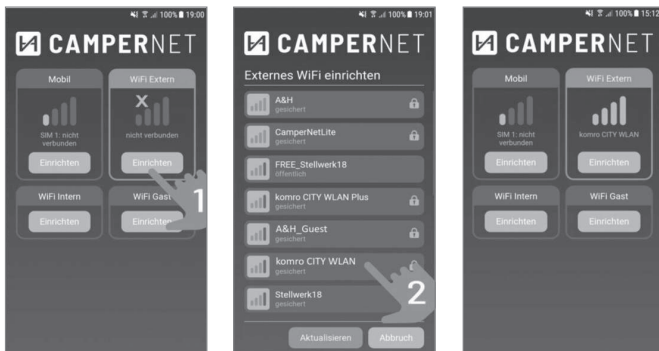 100% 19:00
CAMPERNET
Mobil
WiFi Extern
X
SIM 1: nicht
verbunden
nicht verbunden
Einrichten
Einrichten
1
WiFi Intern
WiFi Gast
Einrichten
Einrichten
100% 19:01
CAMPERNET
Externes WiFi einrichten
A&H
gesichert
CamperNetLite
gesichert
FREE_Stellwerk18
öffentlich
komro CITY WLAN Plus
gesichert
A&H_Guest
gesichert
komro CITY WLAN
gesichert
2
Stellwerk18
gesichert
Aktualisieren
Abbruch
100% 15:12
CAMPERNET
Mobil
WiFi Extern
SIM 1: nicht
verbunden
komro CITY WLAN
Einrichten
Einrichten
WiFi Intern
WiFi Gast
Einrichten
Einrichten